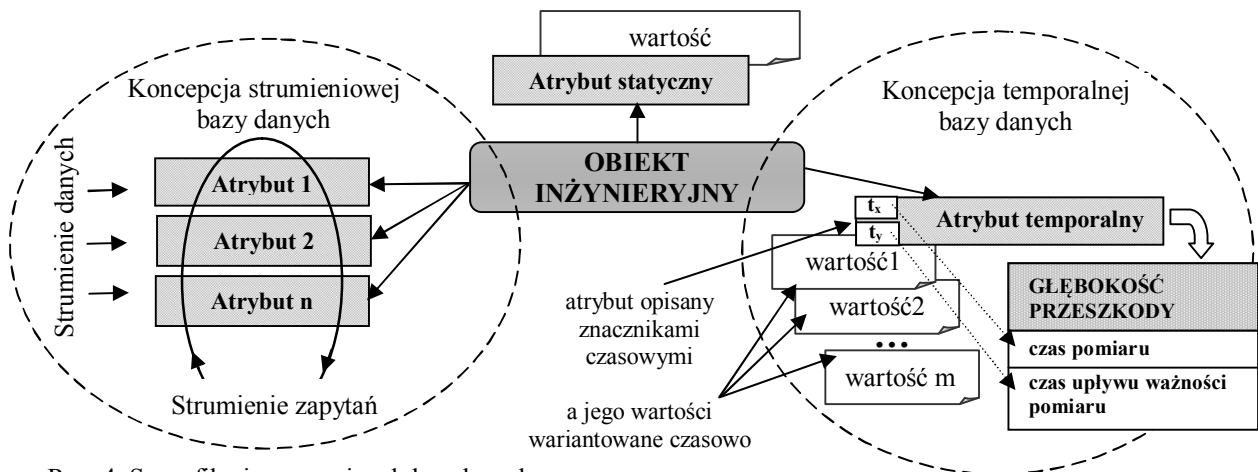 wartość
Atrybut statyczny
Koncepcja strumieniowej
bazy danych
Strumienie danych
Atrybut 1
Atrybut 2
Atrybut n
Strumienie zapytań
OBIEKT
INŻYNIERYJNY
Koncepcja temporalnej
bazy danych
tx
ty
Atrybut temporalny
wartość1
wartość2
•••
wartość m
atrybut opisany
znacznikami
czasowymi
a jego wartości
wariantowane czasowo
GŁĘBOKOŚĆ
PRZESZKODY
czas pomiaru
czas upływu ważności
pomiaru